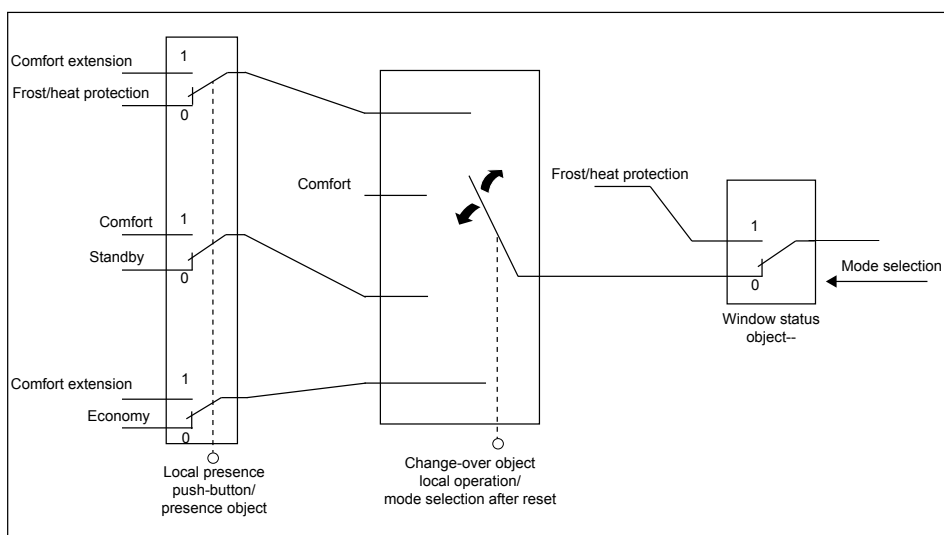 Comfort extension
1
Frost/heat protection
0
Comfort
Frost/heat protection
Comfort
1
Standby
0
1
0
Mode selection
Window status
object--
Comfort extension
1
Economy
0
Local presence
push-button/
presence object
Change-over object
local operation/
mode selection after reset